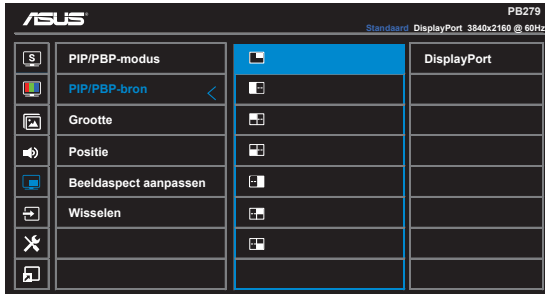 ASUS
PB279
Standaard DisplayPort 3840x2160 @ 60Hz
S
PIP/PBP-modus
DisplayPort
PIP/PBP-bron
Grootte
Positie
Beeldaspect aanpassen
Wisselen